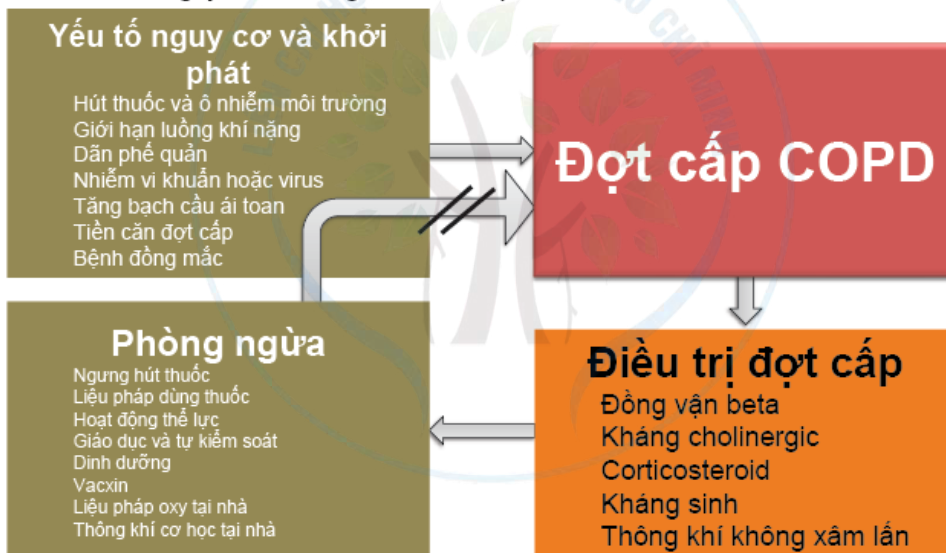 Yếu tố nguy cơ và khởi
phát
Hút thuốc và ô nhiễm môi trường
Giới hạn luồng khí nặng
Dãn phế quản
Nhiễm vi khuẩn hoặc virus
Tăng bạch cầu ái toan
Tiền căn đợt cấp
Bệnh đồng mắc
Đợt cấp COPD
Phòng ngừa
Ngưng hút thuốc
Liệu pháp dùng thuốc
Hoạt động thể lực
Giáo dục và tự kiểm soát
Dinh dưỡng
Vacxin
Liệu pháp oxy tại nhà
Thông khí cơ học tại nhà
Điều trị đợt cấp
Đồng vận beta
Kháng cholinergic
Corticosteroid
Kháng sinh
Thông khí không xâm lấn